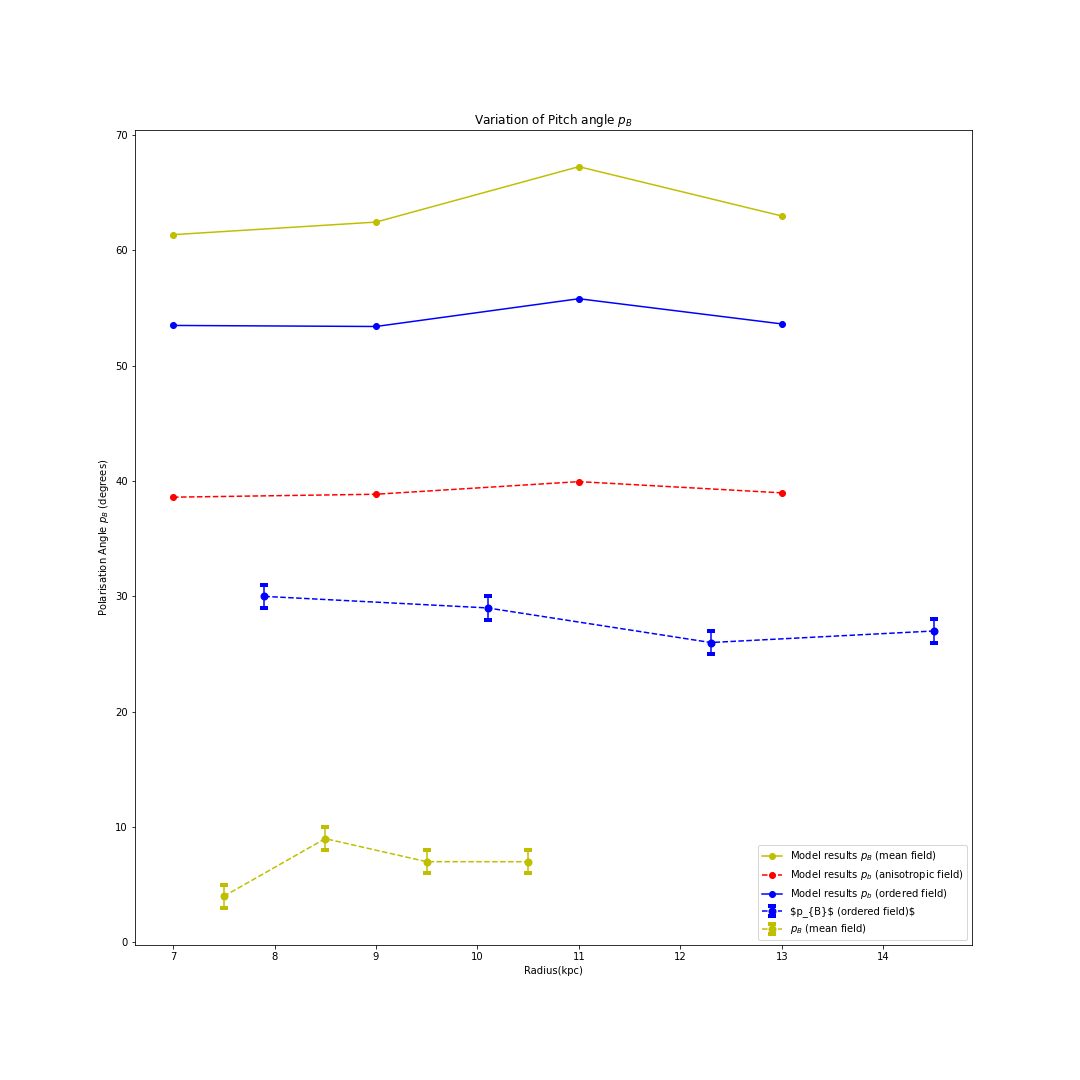 Variation of Pitch angle p_B
70
60
50
40
30
20
10
0
Polarisation Angle p_B (degrees)
7 8 9 10 11 12 13 14
Radius(kpc)
Model results p_B (mean field)
Model results p_b (anisotropic field)
Model results p_b (ordered field)
$p_{B}$ (ordered field)$
p_B (mean field)